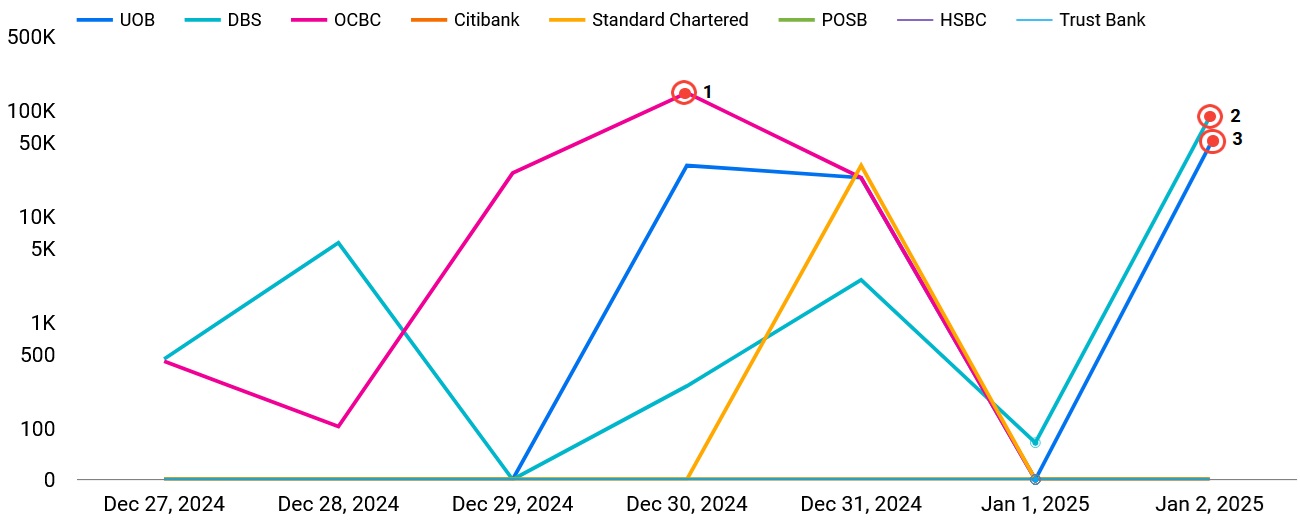 UOB DBS OCBC Citibank Standard Chartered POSB HSBC Trust Bank
500K
100K
50K
10K
5K
1K
500
100
0
1
2
3
Dec 27, 2024 Dec 28, 2024 Dec 29, 2024 Dec 30, 2024 Dec 31, 2024 Jan 1, 2025 Jan 2, 2025